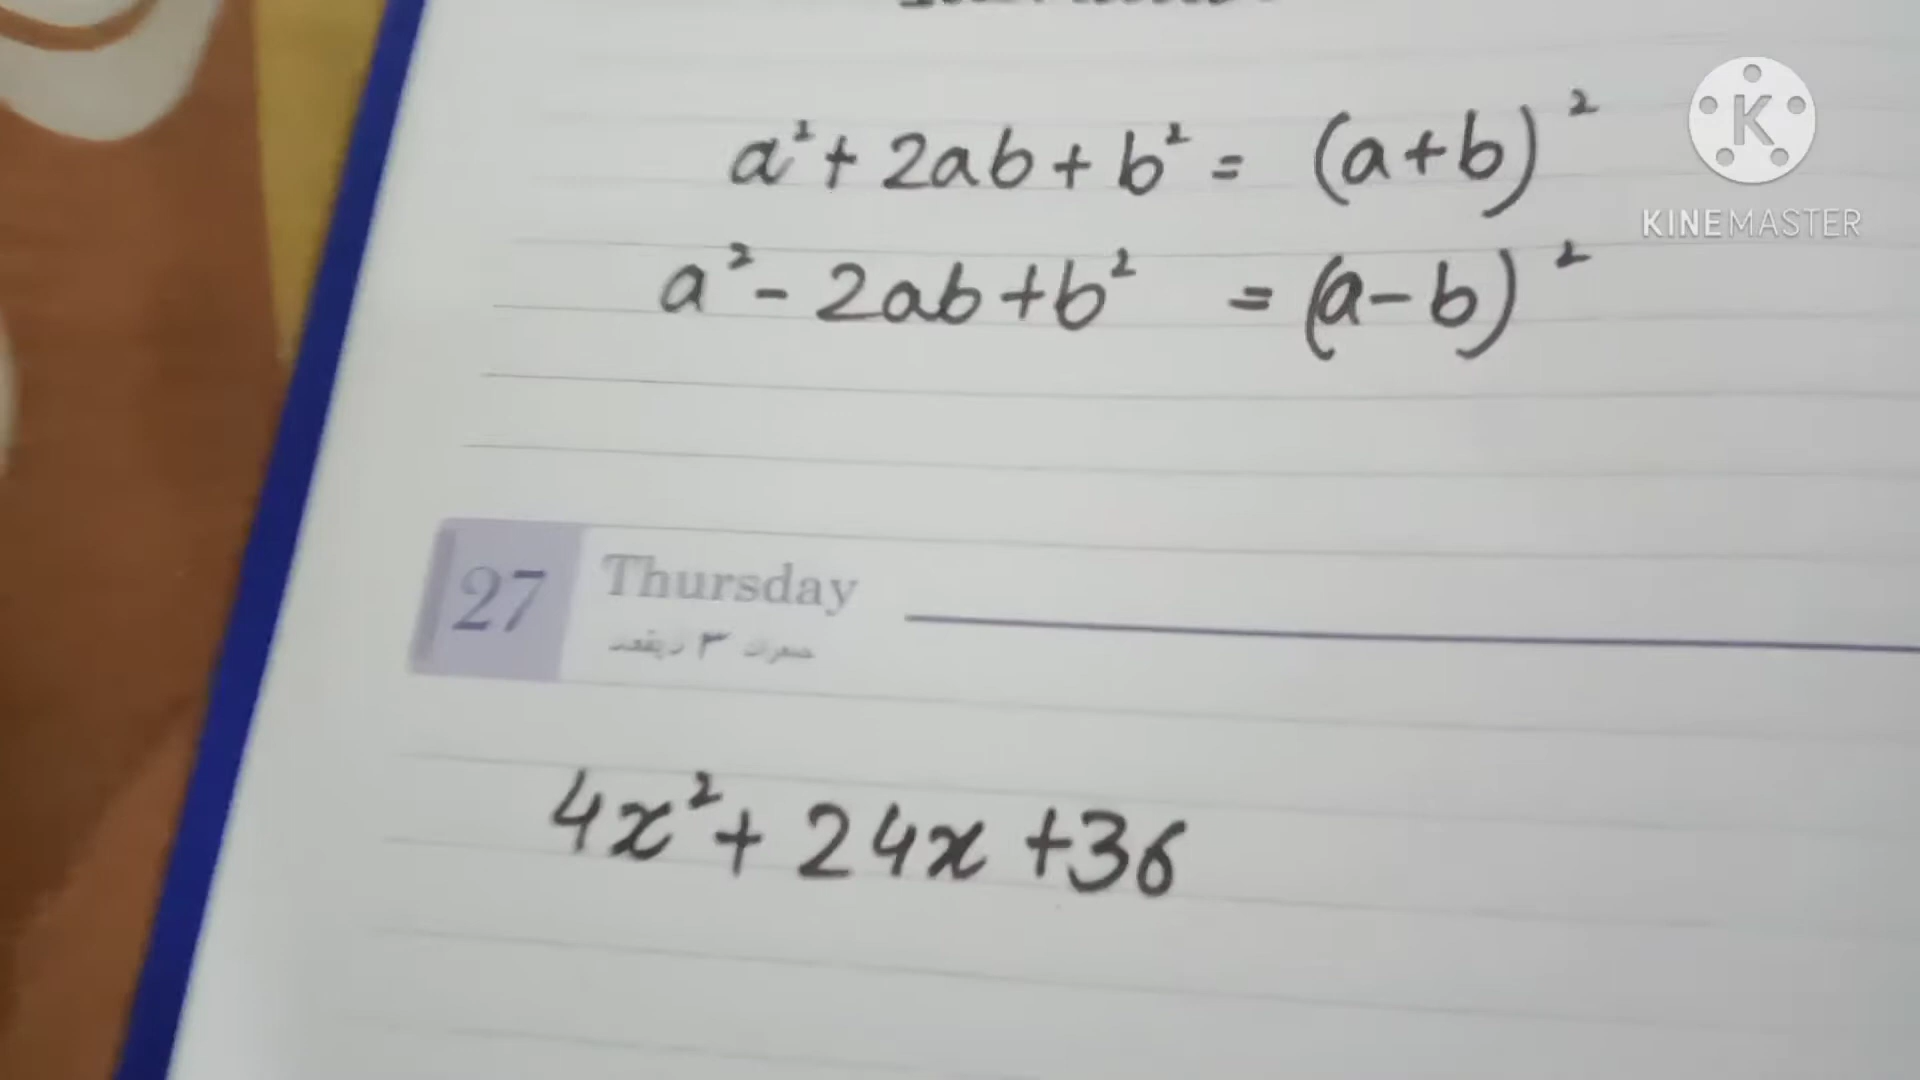 a² + 2ab + b² = (a+b)²
KINEMASTER
a² - 2ab + b² = (a-b)²
27 Thursday
4x² + 24x + 36